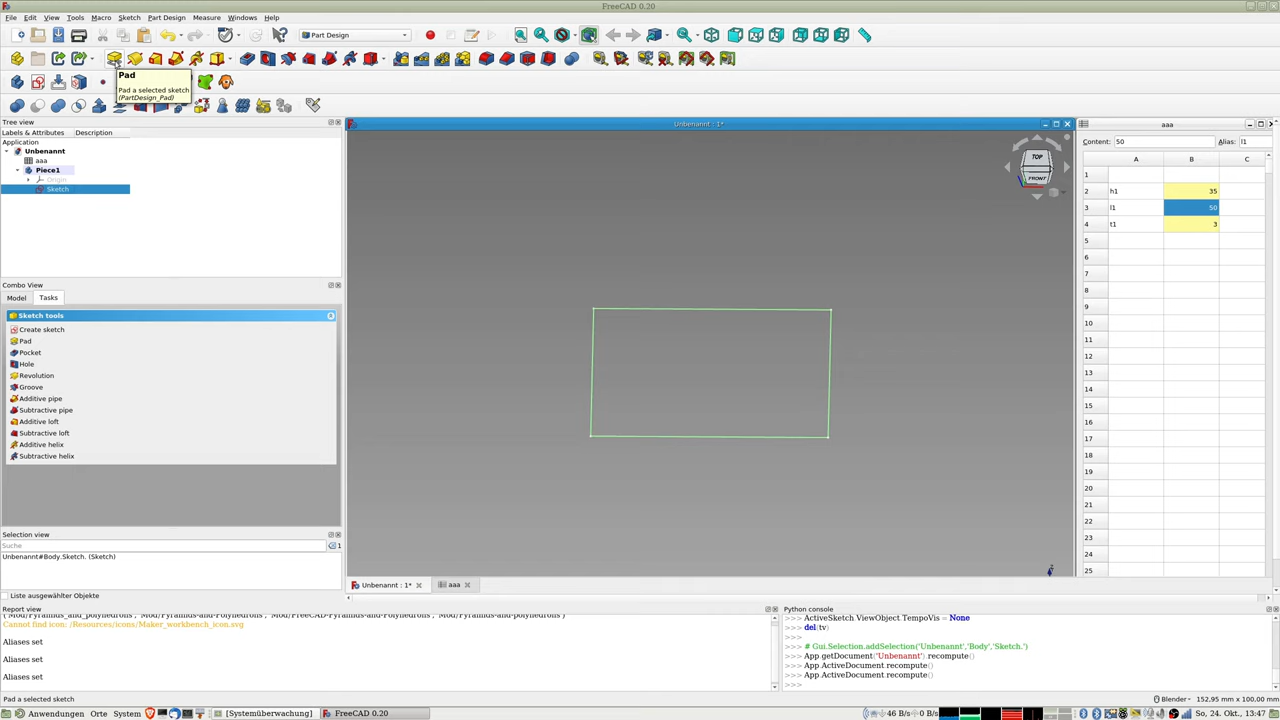 FreeCAD 0.20
File Edit View Tools Macro Sketch Part Design Measure Windows Help
Part Design
Pad
Pad a selected sketch
(PartDesign_Pad)
Tree view
Labels & Attributes Description
Application
Unbenannt
aaa
Piece1
Origin
Sketch
Combo View
Model Tasks
Sketch tools
Create sketch
Pad
Pocket
Hole
Revolution
Groove
Additive pipe
Subtractive pipe
Additive loft
Subtractive loft
Additive helix
Subtractive helix
Selection view
Suche
1
Unbenannt#Body.Sketch. (Sketch)
Liste ausgewählter Objekte
Unbenannt : 1*
TOP
FRONT
Unbenannt : 1* aaa
aaa
Content: 50 Alias: l1
A B C
1
2 h1 35
3 l1 50
4 t1 3
5
6
7
8
9
10
11
12
13
14
15
16
17
18
19
20
21
22
23
24
25
Report view
('Mod/Pyramids_and_Polyhedrons', 'Mod/FreeCAD-Pyramids-and-Polyhedrons', 'Mod/Pyramids-and-polyhedrons')
Cannot find icon: /Resources/icons/Maker_workbench_icon.svg
Aliases set
Aliases set
Aliases set
Python console
>>> ActiveSketch ViewObject TempoVis = None
>>> del(tv)
>>>
>>> # Gui.Selection.addSelection('Unbenannt','Body','Sketch.')
>>> App getDocument('Unbenannt') recompute()
>>> App ActiveDocument recompute()
>>> App ActiveDocument recompute()
>>>
Pad a selected sketch
Blender 152,95 mm x 100,00 mm
Anwendungen Orte System [Systemüberwachung] FreeCAD 0.20 46 B/s 0 B/s So, 24. Okt., 13:47